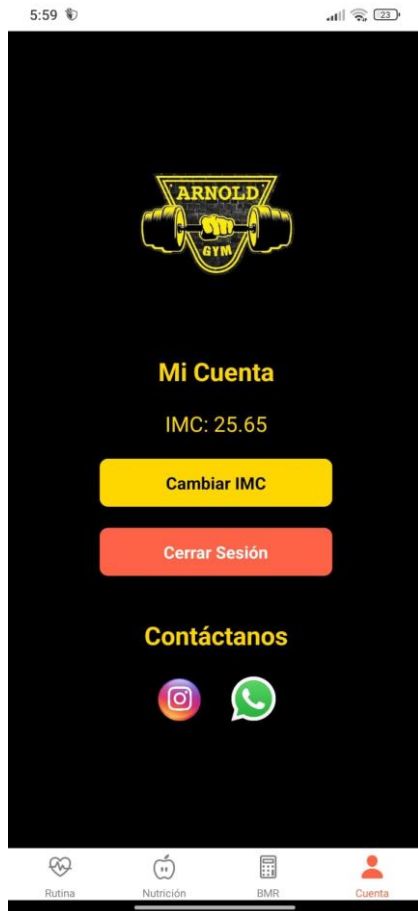 5:59
23
ARNOLD
GYM
Mi Cuenta
IMC: 25.65
Cambiar IMC
Cerrar Sesión
Contáctanos
Rutina
Nutrición
BMR
Cuenta